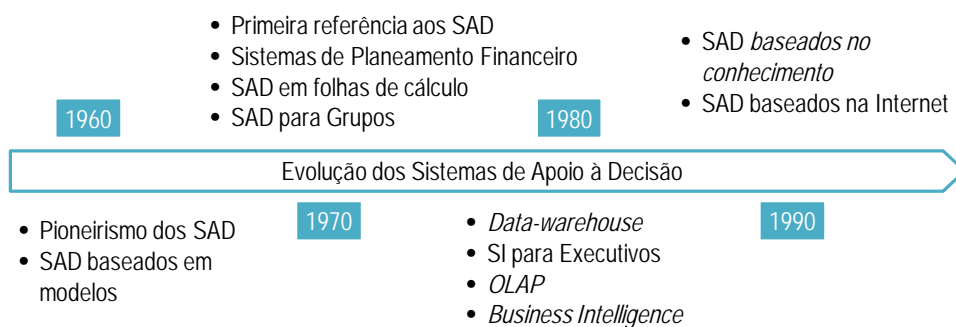 • Primeira referência aos SAD
• Sistemas de Planeamento Financeiro
• SAD em folhas de cálculo
• SAD para Grupos
• SAD baseados no
conhecimento
• SAD baseados na Internet
1960
1980
Evolução dos Sistemas de Apoio à Decisão
• Pioneirismo dos SAD
• SAD baseados em
modelos
1970
• Data-warehouse
• SI para Executivos
• OLAP
• Business Intelligence
1990